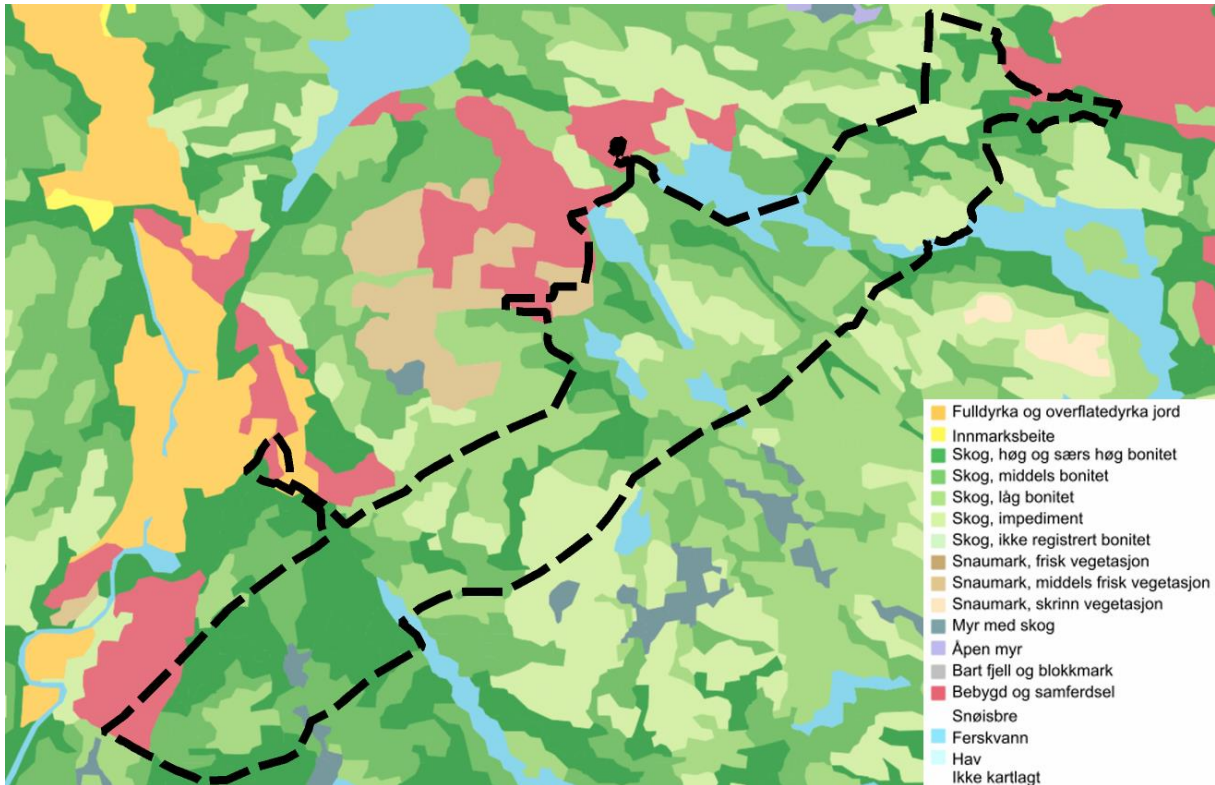 Fulldyrka og overflatedyrka jord
Innmarksbeite
Skog, høg og særs høg bonitet
Skog, middels bonitet
Skog, låg bonitet
Skog, impediment
Skog, ikke registrert bonitet
Snaumark, frisk vegetasjon
Snaumark, middels frisk vegetasjon
Snaumark, skrinn vegetasjon
Myr med skog
Åpen myr
Bart fjell og blokkmark
Bebygd og samferdsel
Snøisbre
Ferskvann
Hav
Ikke kartlagt